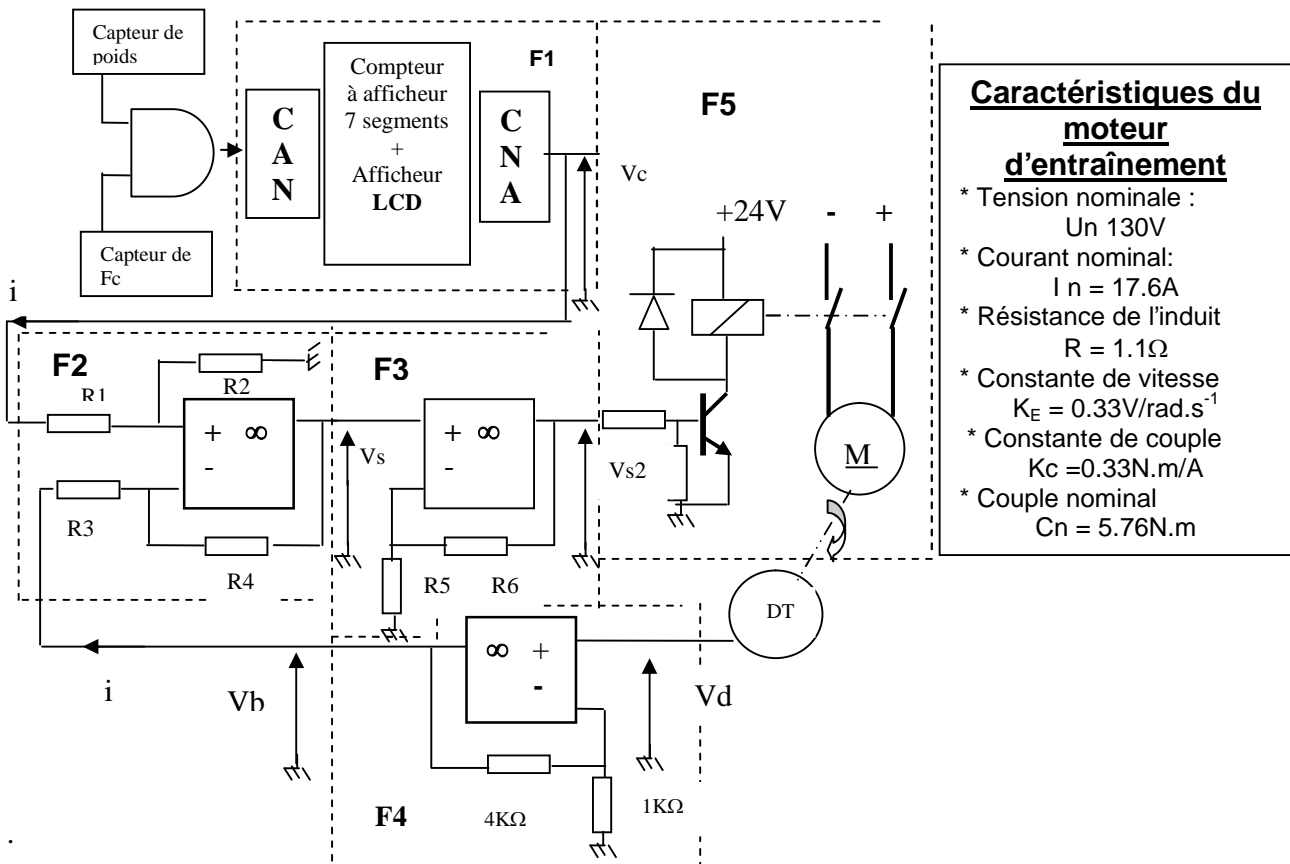 Capteur de
poids
Capteur de
Fc
C
A
N
Compteur
à afficheur
7 segments
+
Afficheur
LCD
F1
C
N
A
Vc
F5
+24V - +
M
DT
i
F2
R1
R2
+ ∞
-
R3
R4
Vs
F3
+ ∞
-
R5
R6
Vs2
∞ +
-
Vd
Vb
i
F4
4KΩ
1KΩ
.
Caractéristiques du
moteur
d'entraînement
* Tension nominale :
Un 130V
* Courant nominal:
I n = 17.6A
* Résistance de l'induit
R = 1.1Ω
* Constante de vitesse
KE = 0.33V/rad.s-1
* Constante de couple
Kc =0.33N.m/A
* Couple nominal
Cn = 5.76N.m